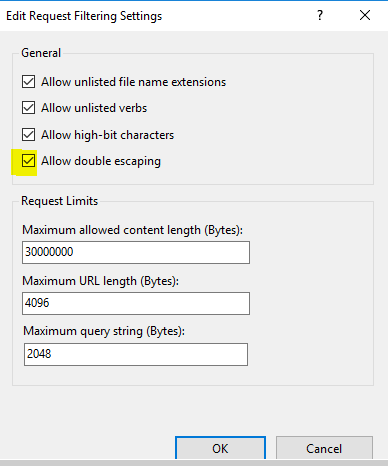 Edit Request Filtering Settings
General
Allow unlisted file name extensions
Allow unlisted verbs
Allow high-bit characters
Allow double escaping
Request Limits
Maximum allowed content length (Bytes):
30000000
Maximum URL length (Bytes):
4096
Maximum query string (Bytes):
2048
OK Cancel